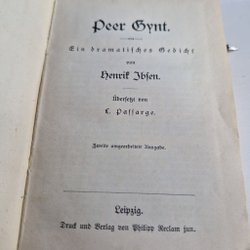 Peer Gynt.
Ein dramatisches Gedicht
von
Henrik Ibsen.
Übersetzt von
L. Passarge.
Zweite umgearbeitete Ausgabe.
Leipzig.
Druck und Verlag von Philipp Reclam jun.